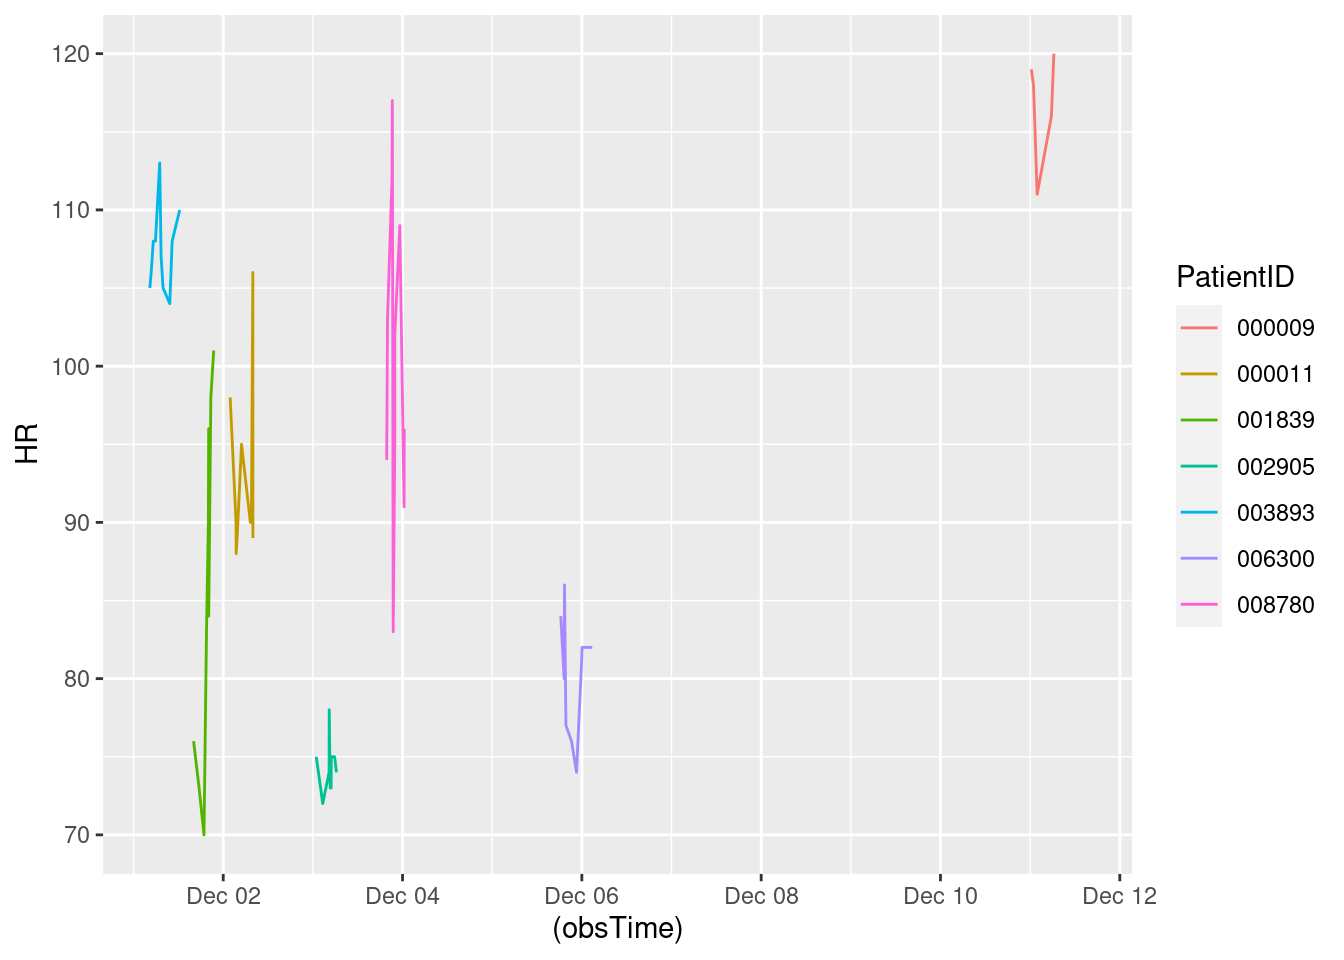 120
110
100
90
80
70
HR
Dec 02
Dec 04
Dec 06
Dec 08
Dec 10
Dec 12
(obsTime)
PatientID
000009
000011
001839
002905
003893
006300
008780